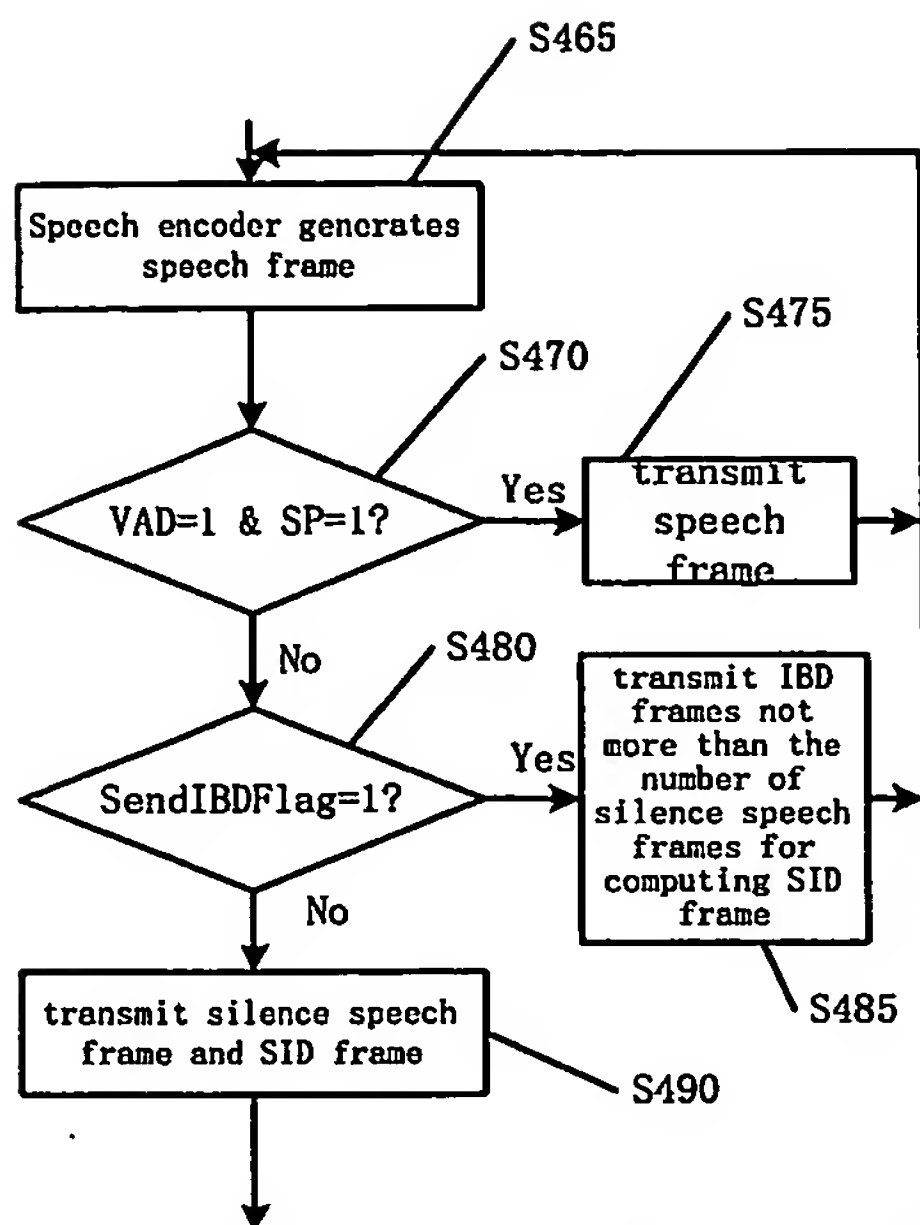 S465
Speech encoder generates
speech frame
S475
S470
VAD=1 & SP=1?
Yes
transmit
speech
frame
No
S480
SendIBDFlag=1?
Yes
transmit IBD
frames not
more than the
number of
silence speech
frames for
computing SID
frame
No
S485
transmit silence speech
frame and SID frame
S490